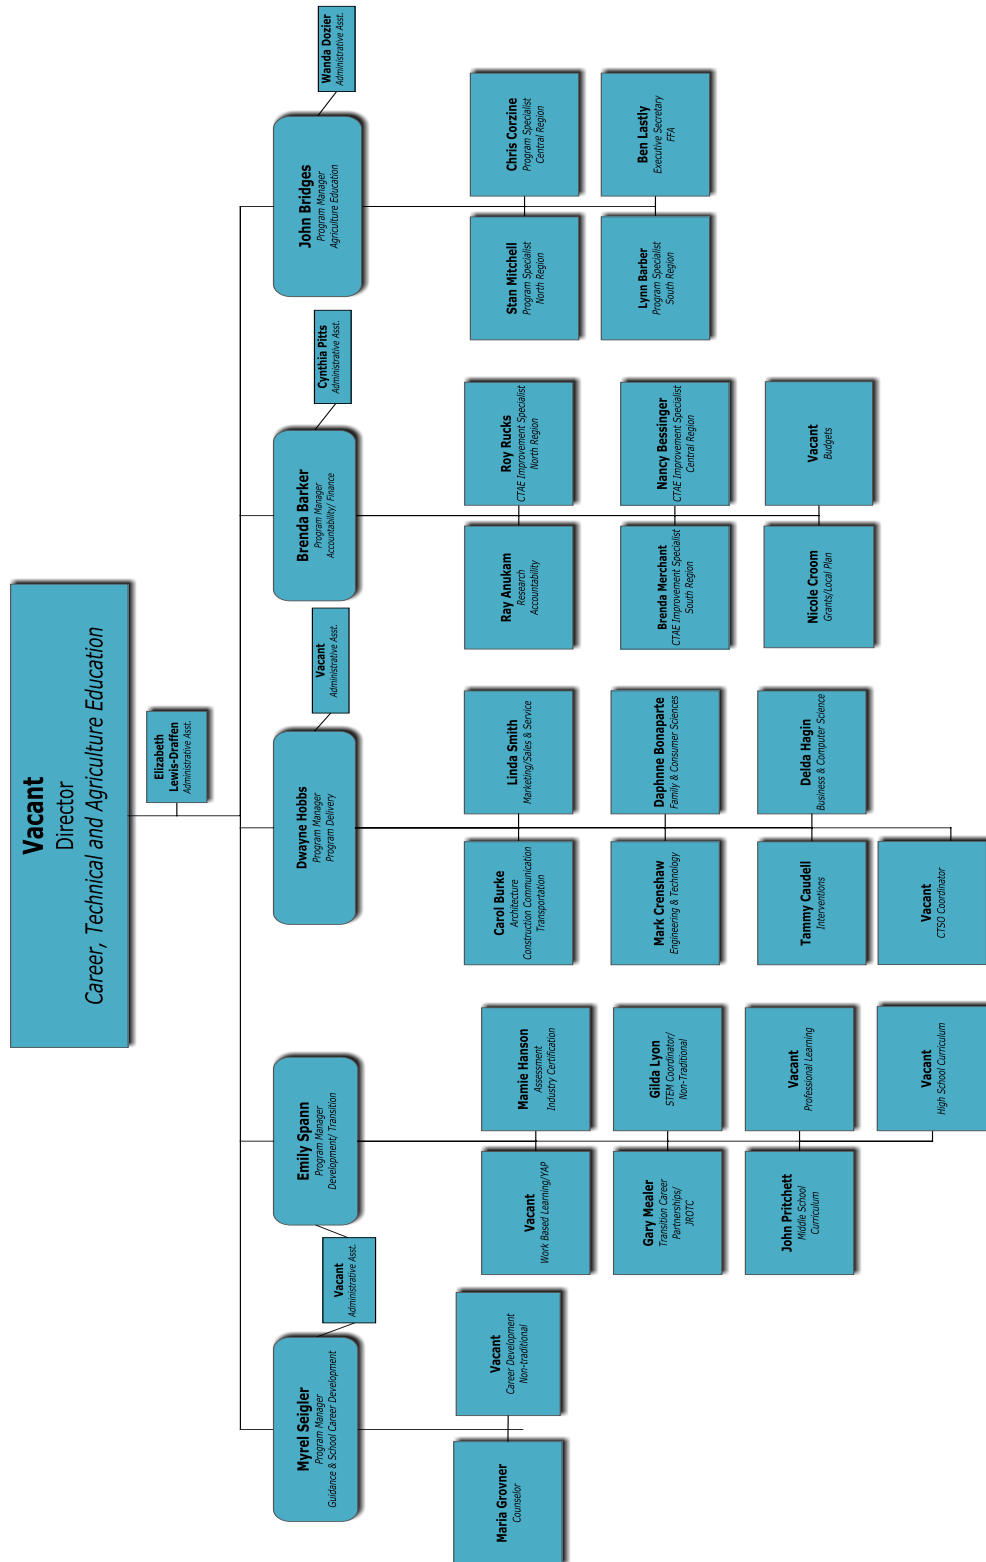 Vacant
Director
Career, Technical and Agriculture Education
Elizabeth
Lewis-Draffen
Administrative Asst.
Myrel Seigler
Program Manager
Guidance & School Career Development
Vacant
Administrative Asst.
Emily Spann
Program Manager
Development/ Transition
Dwayne Hobbs
Program Manager
Program Delivery
Vacant
Administrative Asst.
Brenda Barker
Program Manager
Accountability/ Finance
Cynthia Pitts
Administrative Asst.
John Bridges
Program Manager
Agriculture Education
Wanda Dozier
Administrative Asst.
Maria Grovner
Counselor
Vacant
Career Development
Non-traditional
Vacant
Work Based Learning/YAP
Mamie Hanson
Assessment
Industry Certification
Gary Mealer
Transition Career
Partnerships/
JROTC
Gilda Lyon
STEM Coordinator/
Non-Traditional
John Pritchett
Middle School
Curriculum
Vacant
Professional Learning
Vacant
High School Curriculum
Carol Burke
Architecture
Construction Communication
Transportation
Linda Smith
Marketing/Sales & Service
Mark Crenshaw
Engineering & Technology
Daphnne Bonaparte
Family & Consumer Sciences
Tammy Caudell
Interventions
Delda Hagin
Business & Computer Science
Vacant
CTSO Coordinator
Ray Anukam
Research
Accountability
Roy Rucks
CTAE Improvement Specialist
North Region
Brenda Merchant
CTAE Improvement Specialist
South Region
Nancy Bessinger
CTAE Improvement Specialist
Central Region
Nicole Croom
Grants/Local Plan
Vacant
Budgets
Stan Mitchell
Program Specialist
North Region
Chris Corzine
Program Specialist
Central Region
Lynn Barber
Program Specialist
South Region
Ben Lastly
Executive Secretary
FFA